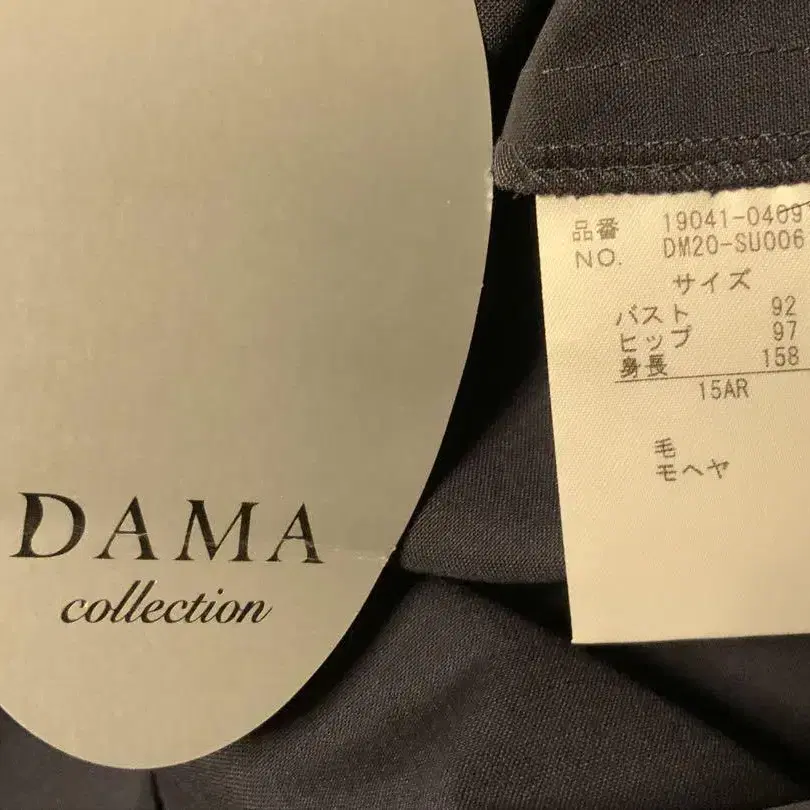 DAMA
collection
品番 19041-04091
NO. DM20-SU006
サイズ
バスト 92
ヒップ 97
身長 158
15AR
毛
モヘヤ